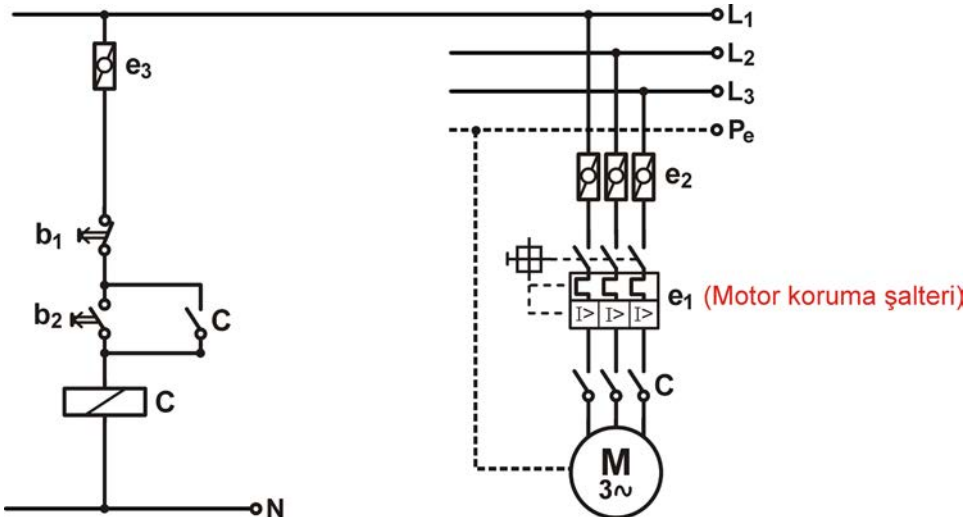 L1
e3
L2
L3
Pe
e2
b1
e1 (Motor koruma şalteri)
I> I> I>
b2
C
C
C
M
3~
N